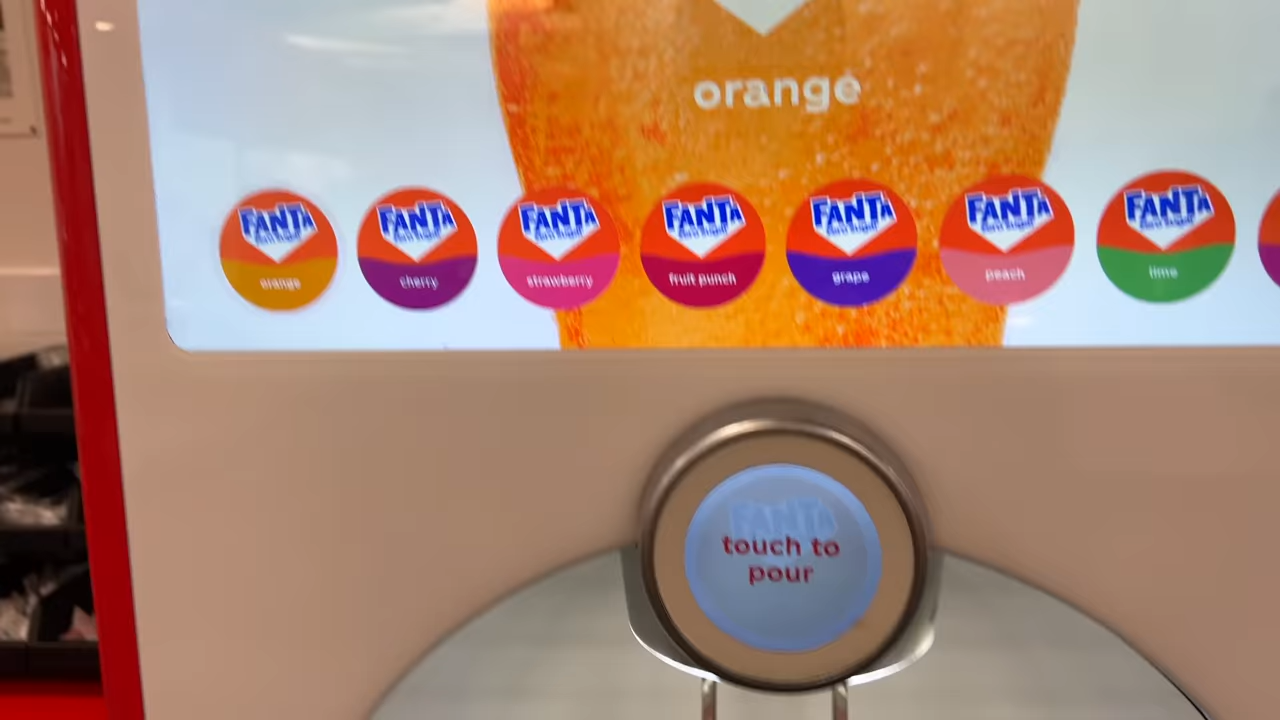 orange
FANTA
orange
FANTA
cherry
FANTA
strawberry
FANTA
fruit punch
FANTA
grape
FANTA
peach
FANTA
lime
FANTA
touch to
pour